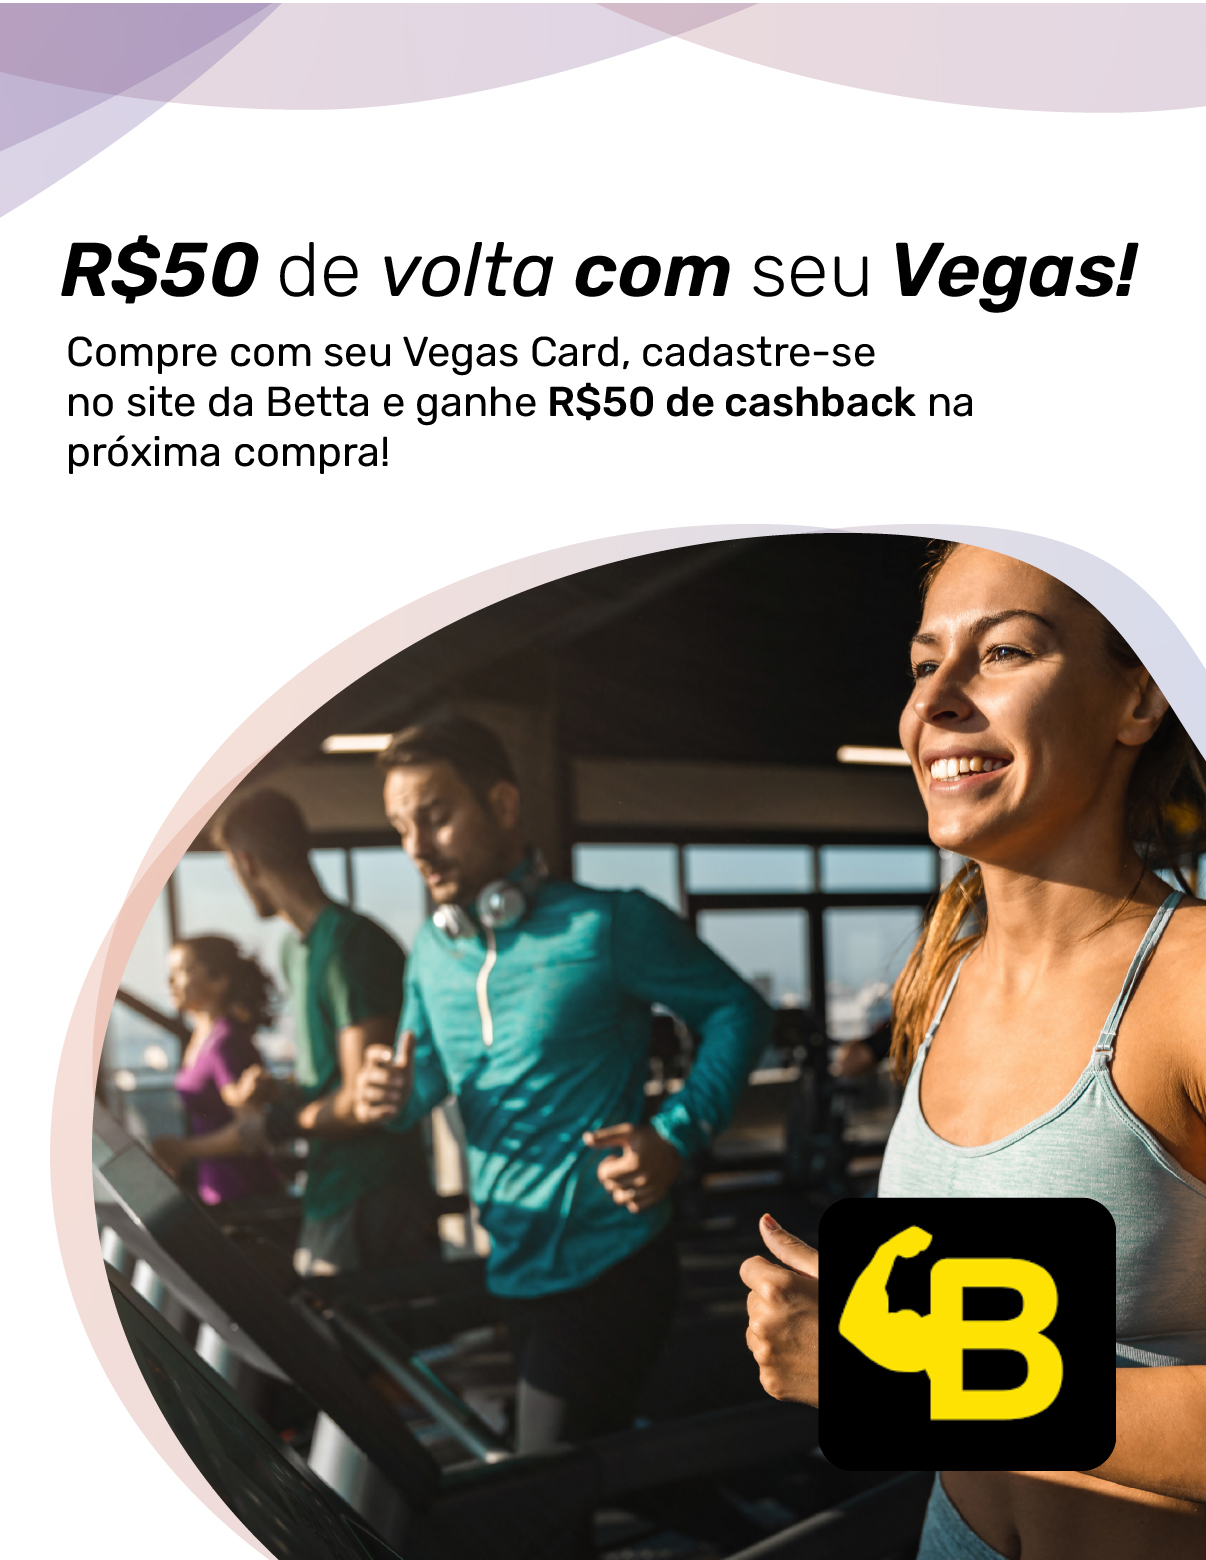 R$50 de volta com seu Vegas!
Compre com seu Vegas Card, cadastre-se
no site da Betta e ganhe R$50 de cashback na
próxima compra!
B